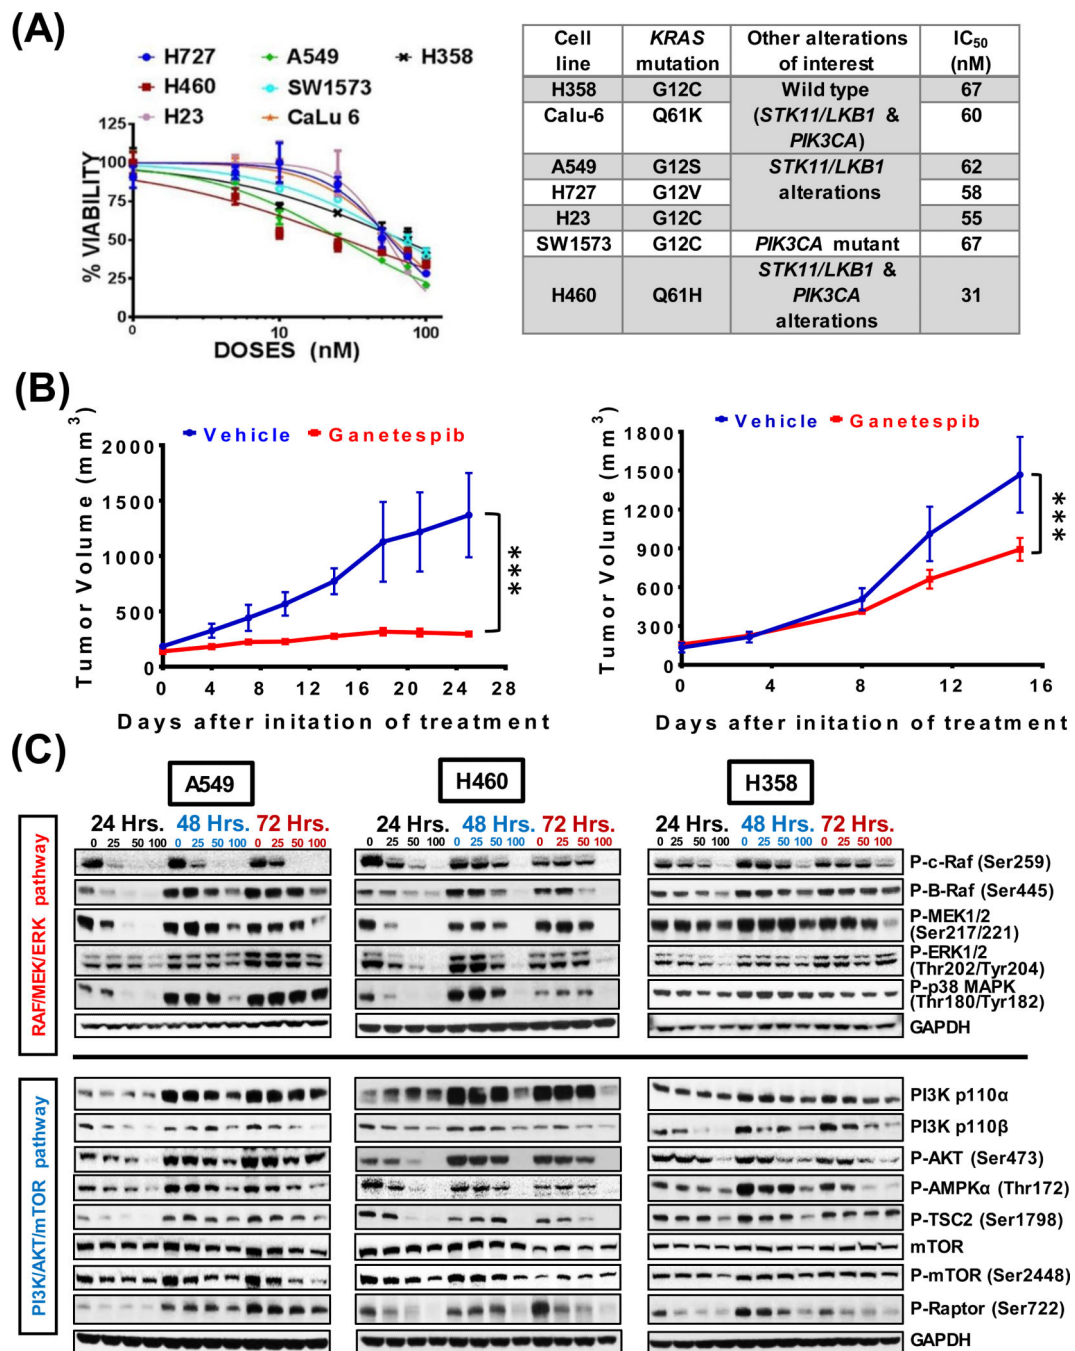 (A)
H727
A549
H358
H460
SW1573
H23
CaLu 6
% VIABILITY
125
100
75
50
25
0
0
10
100
DOSES (nM)
Cell line
KRAS mutation
Other alterations of interest
IC50 (nM)
H358
G12C
Wild type (STK11/LKB1 & PIK3CA)
67
Calu-6
Q61K
60
A549
G12S
STK11/LKB1 alterations
62
H727
G12V
58
H23
G12C
55
SW1573
G12C
PIK3CA mutant
67
H460
Q61H
STK11/LKB1 & PIK3CA alterations
31
(B)
Tumor Volume (mm3)
Vehicle
Ganetespib
2000
1500
1000
500
0
0 4 8 12 16 20 24 28
***
Days after initation of treatment
Tumor Volume (mm3)
Vehicle
Ganetespib
1800
1500
1200
900
600
300
0
0 4 8 12 16
***
Days after initation of treatment
(C)
A549
H460
H358
24 Hrs. 48 Hrs. 72 Hrs.
0 25 50 100 0 25 50 100 0 25 50 100
24 Hrs. 48 Hrs. 72 Hrs.
0 25 50 100 0 25 50 100 0 25 50 100
24 Hrs. 48 Hrs. 72 Hrs.
0 25 50 100 0 25 50 100 0 25 50 100
RAF/MEK/ERK pathway
P-c-Raf (Ser259)
P-B-Raf (Ser445)
P-MEK1/2
(Ser217/221)
P-ERK1/2
(Thr202/Tyr204)
P-p38 MAPK
(Thr180/Tyr182)
GAPDH
PI3K/AKT/mTOR pathway
PI3K p110α
PI3K p110β
P-AKT (Ser473)
P-AMPKα (Thr172)
P-TSC2 (Ser1798)
mTOR
P-mTOR (Ser2448)
P-Raptor (Ser722)
GAPDH